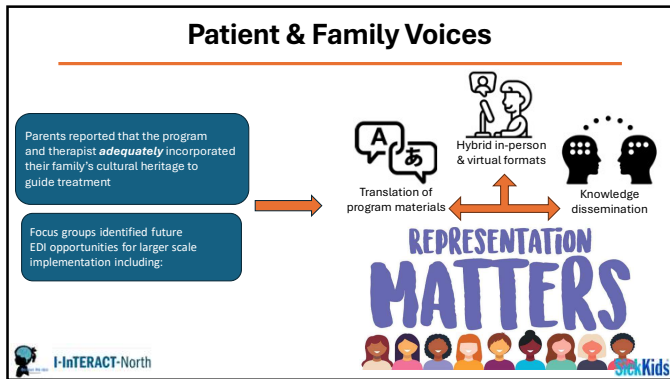 Patient & Family Voices
Parents reported that the program
and therapist adequately incorporated
their family's cultural heritage to
guide treatment
Focus groups identified future
EDI opportunities for larger scale
implementation including:
A
あ
Translation of
program materials
Hybrid in-person
& virtual formats
Knowledge
dissemination
REPRESENTATION
MATTERS
I-InTERACT-North
SickKids